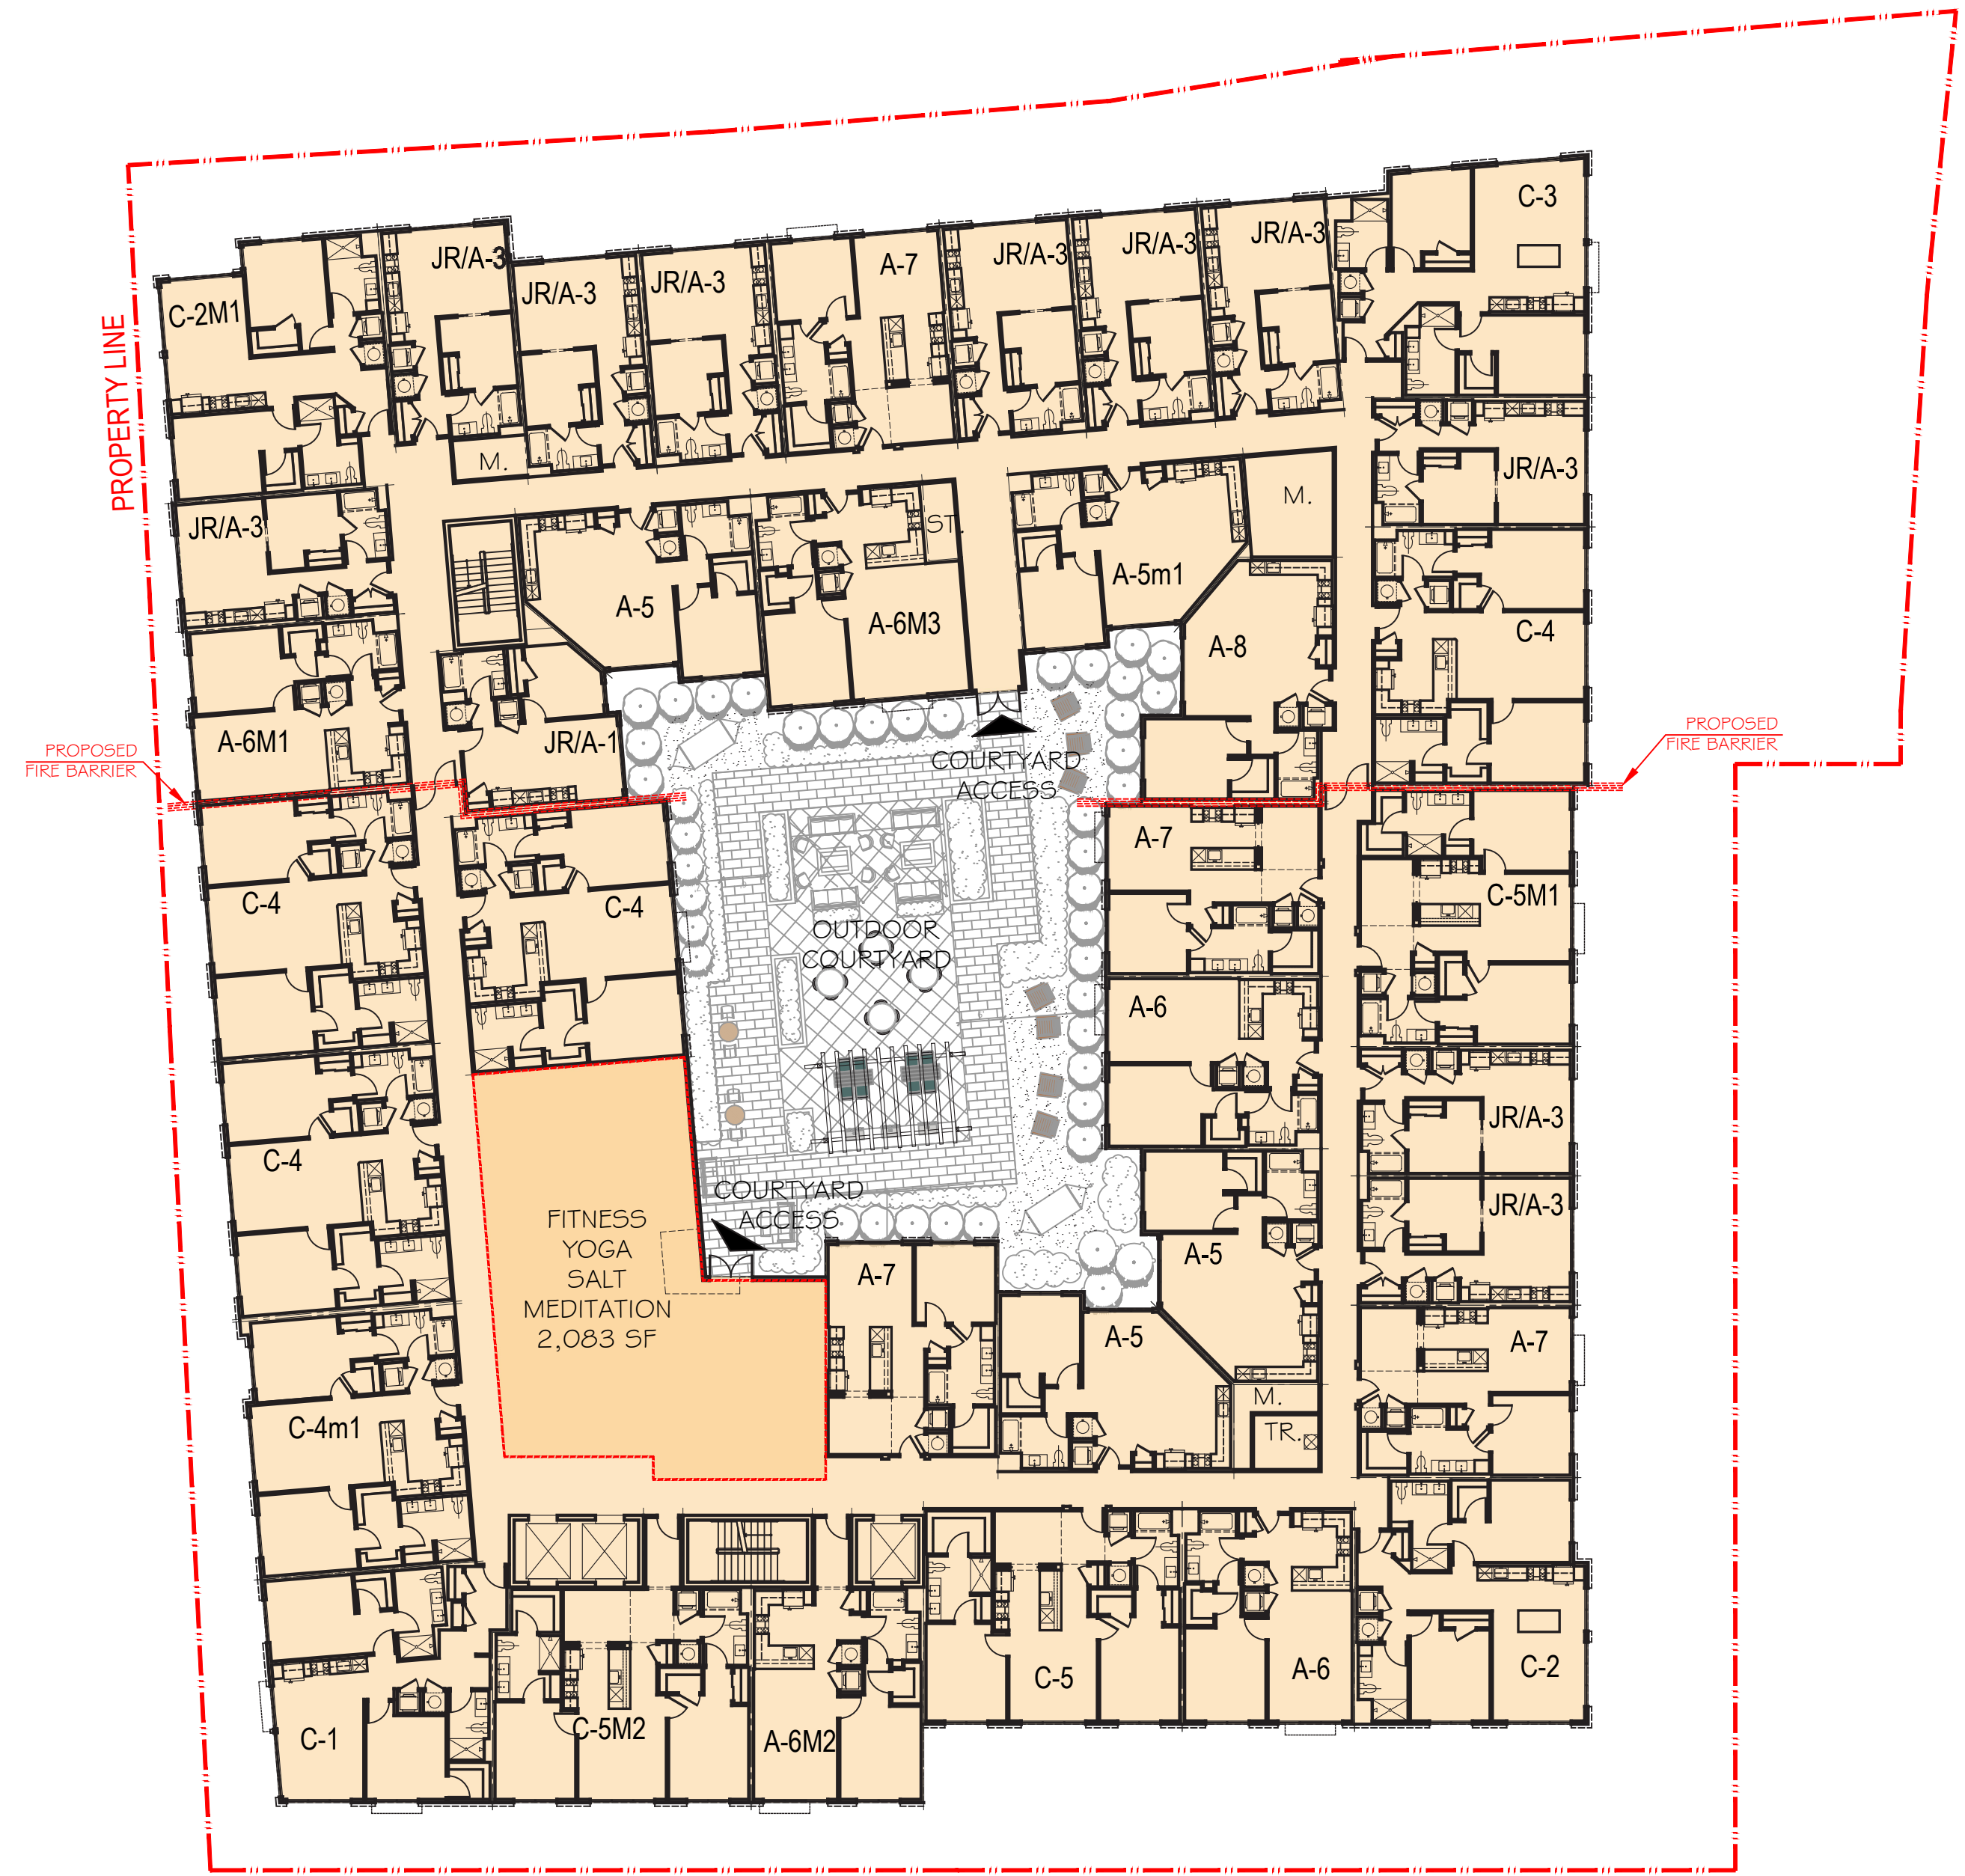 C-3
JR/A-3
JR/A-3
JR/A-3
JR/A-3
A-7
JR/A-3
JR/A-3
C-2M1
PROPERTY LINE
M.
JR/A-3
M.
JR/A-3
ST.
A-5m1
A-5
A-6M3
C-4
A-8
A-6M1
JR/A-1
PROPOSED
FIRE BARRIER
PROPOSED
FIRE BARRIER
COURTYARD
ACCESS
A-7
C-4
C-4
C-5M1
OUTDOOR
COURTYARD
A-6
JR/A-3
C-4
COURTYARD
ACCESS
JR/A-3
FITNESS
YOGA
SALT
MEDITATION
2,083 SF
A-5
A-7
A-5
A-7
C-4m1
M.
TR.
C-5
A-6
C-2
C-1
C-5M2
A-6M2